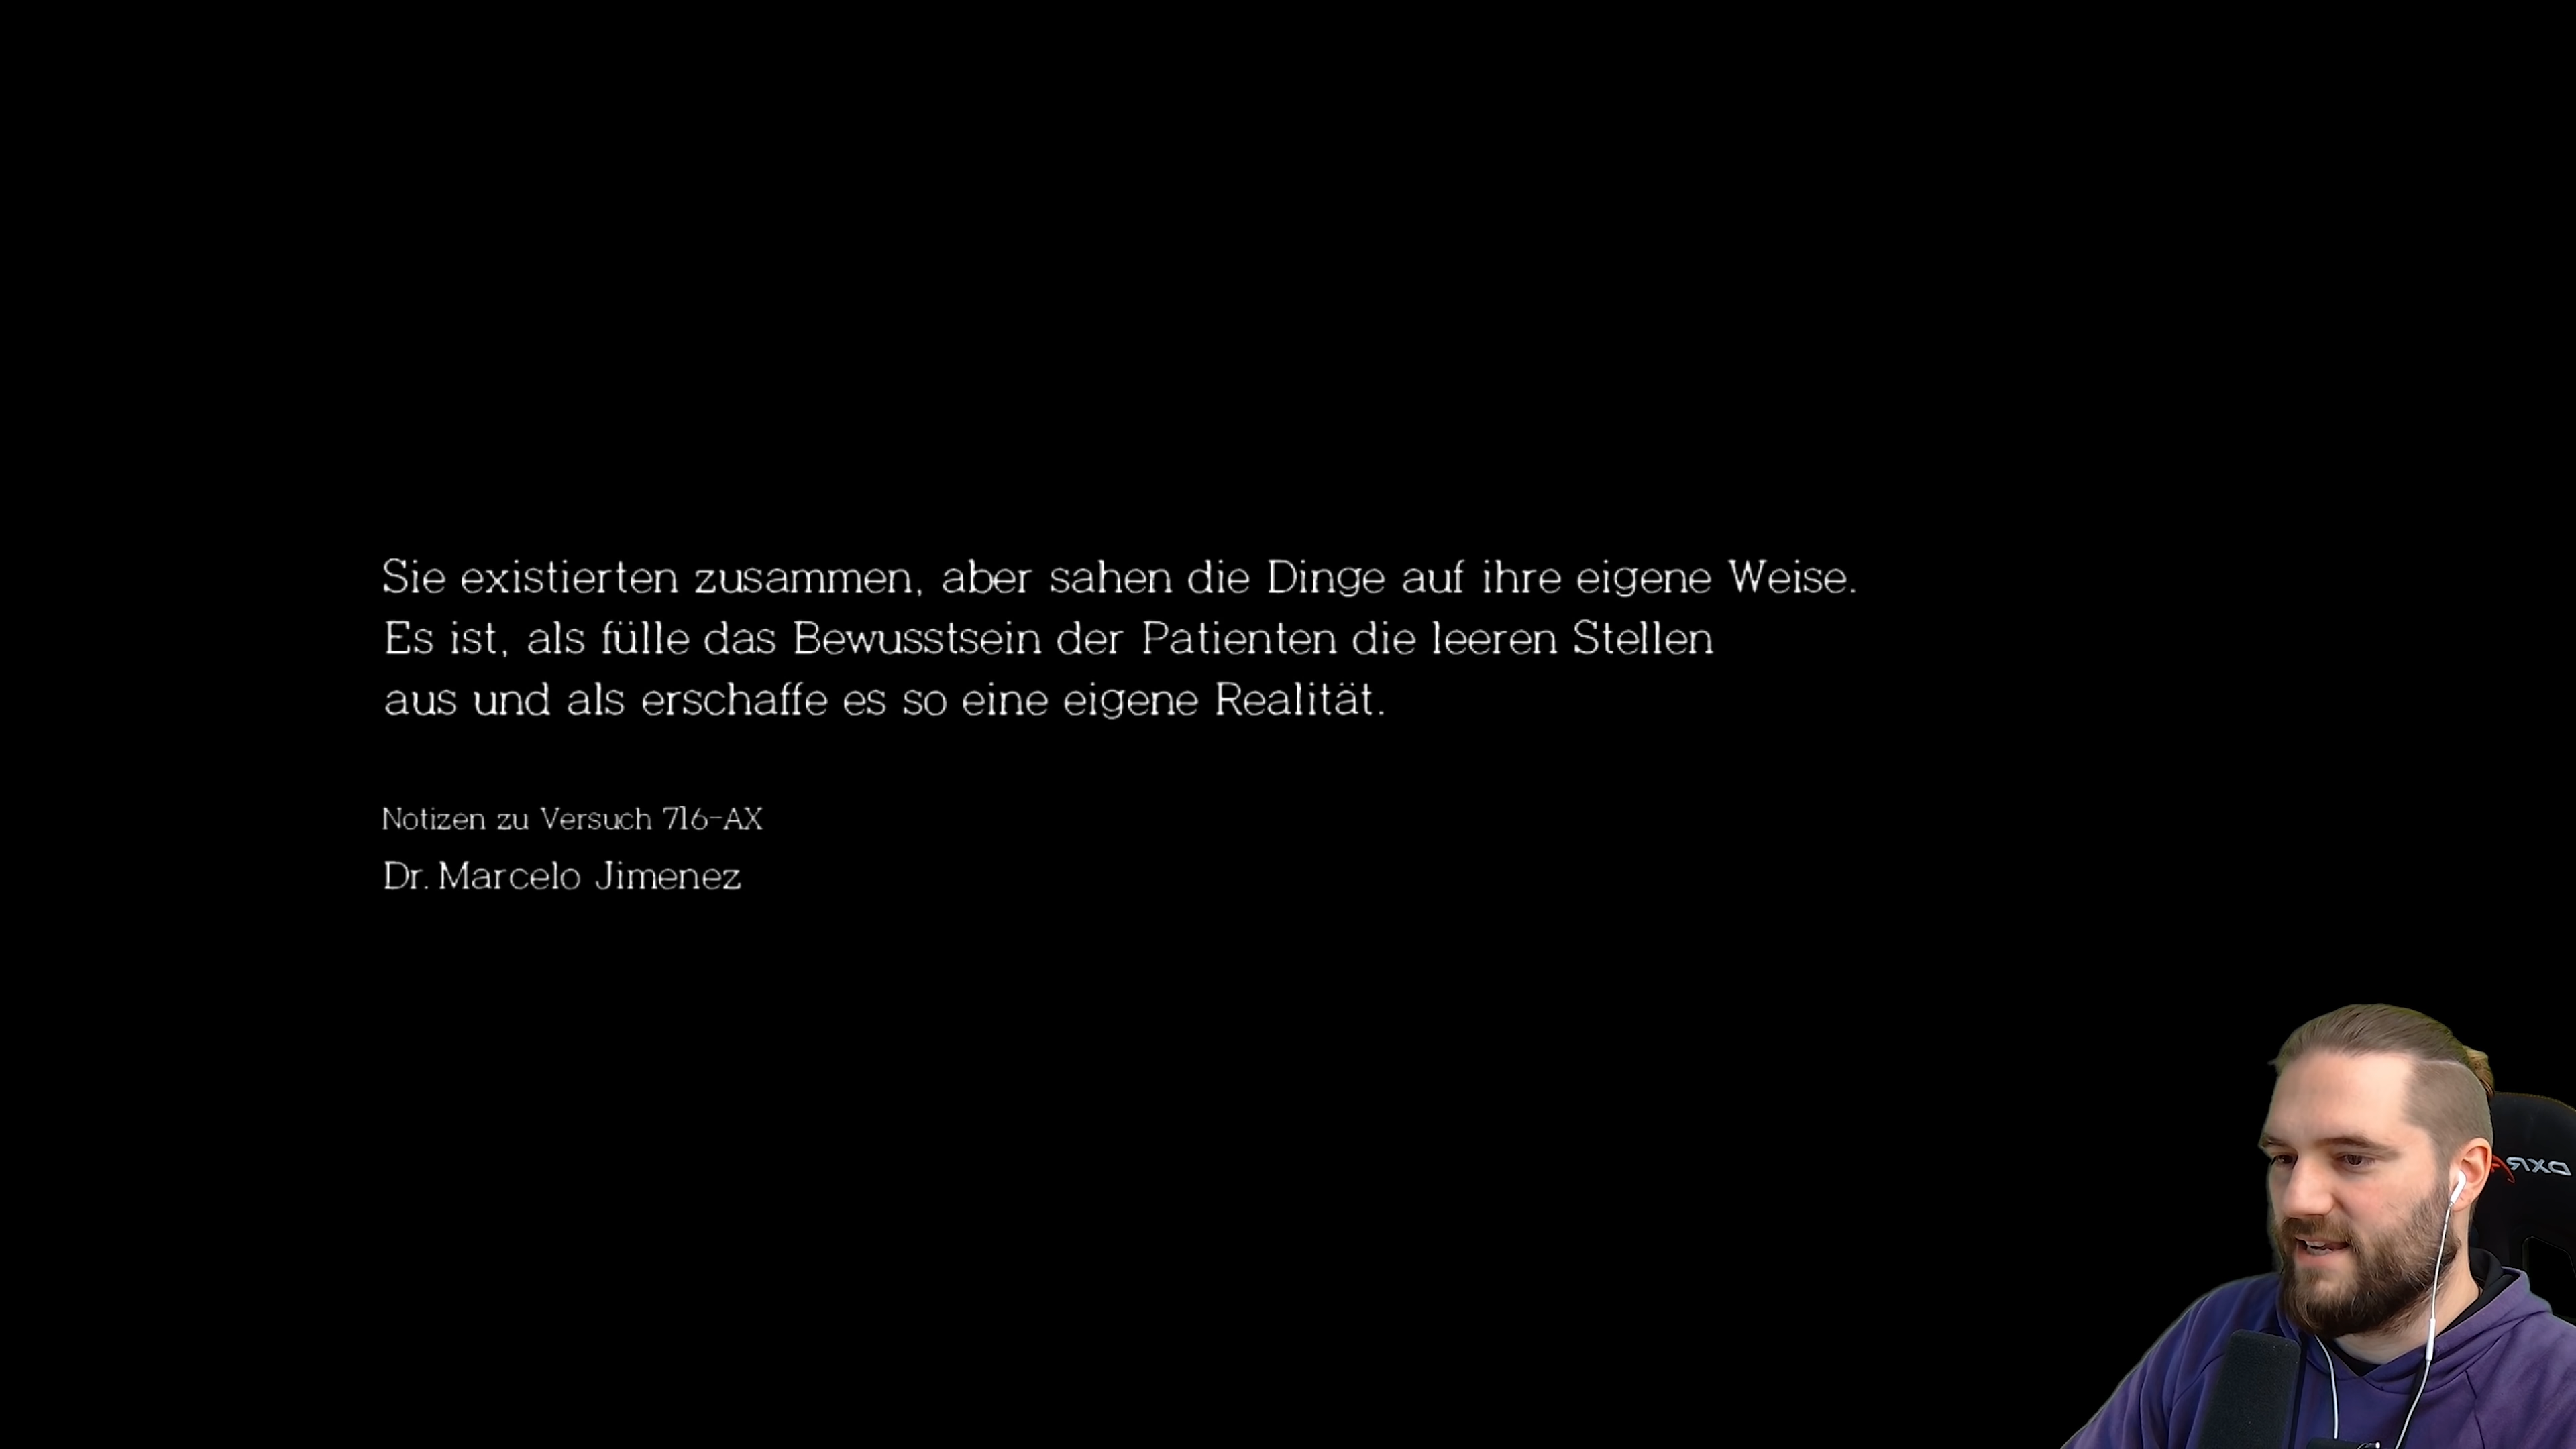 Sie existierten zusammen, aber sahen die Dinge auf ihre eigene Weise.
Es ist, als fülle das Bewusstsein der Patienten die leeren Stellen
aus und als erschaffe es so eine eigene Realität.
Notizen zu Versuch 716-AX
Dr. Marcelo Jimenez